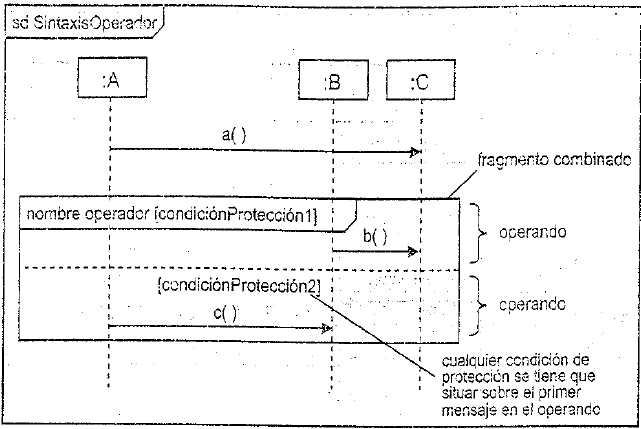 sd SintaxisOperador
:A
:B
:C
a( )
fragmento combinado
nombre operador [condiciónProtección1]
b( )
operando
[condiciónProtección2]
operando
c( )
cualquier condición de
protección se tiene que
situar sobre el primer
mensaje en el operando